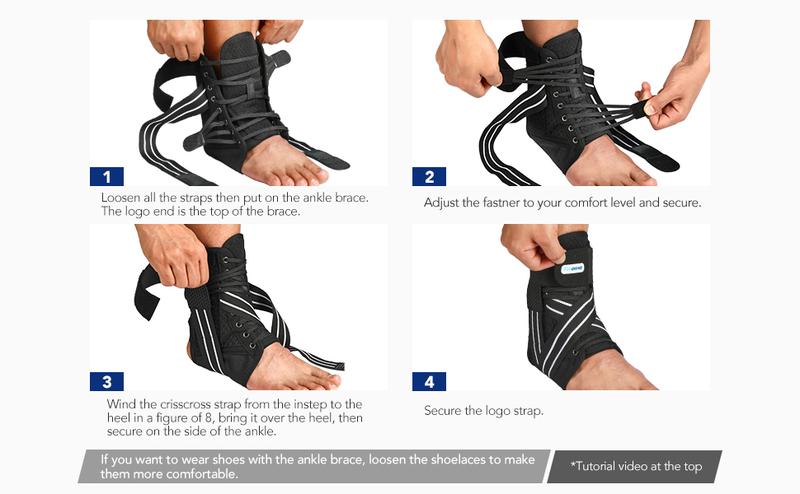 1
Loosen all the straps then put on the ankle brace.
The logo end is the top of the brace.
2
Adjust the fastner to your comfort level and secure.
3
Wind the crisscross strap from the instep to the
heel in a figure of 8, bring it over the heel, then
secure on the side of the ankle.
4
Secure the logo strap.
If you want to wear shoes with the ankle brace, loosen the shoelaces to make
them more comfortable.
*Tutorial video at the top